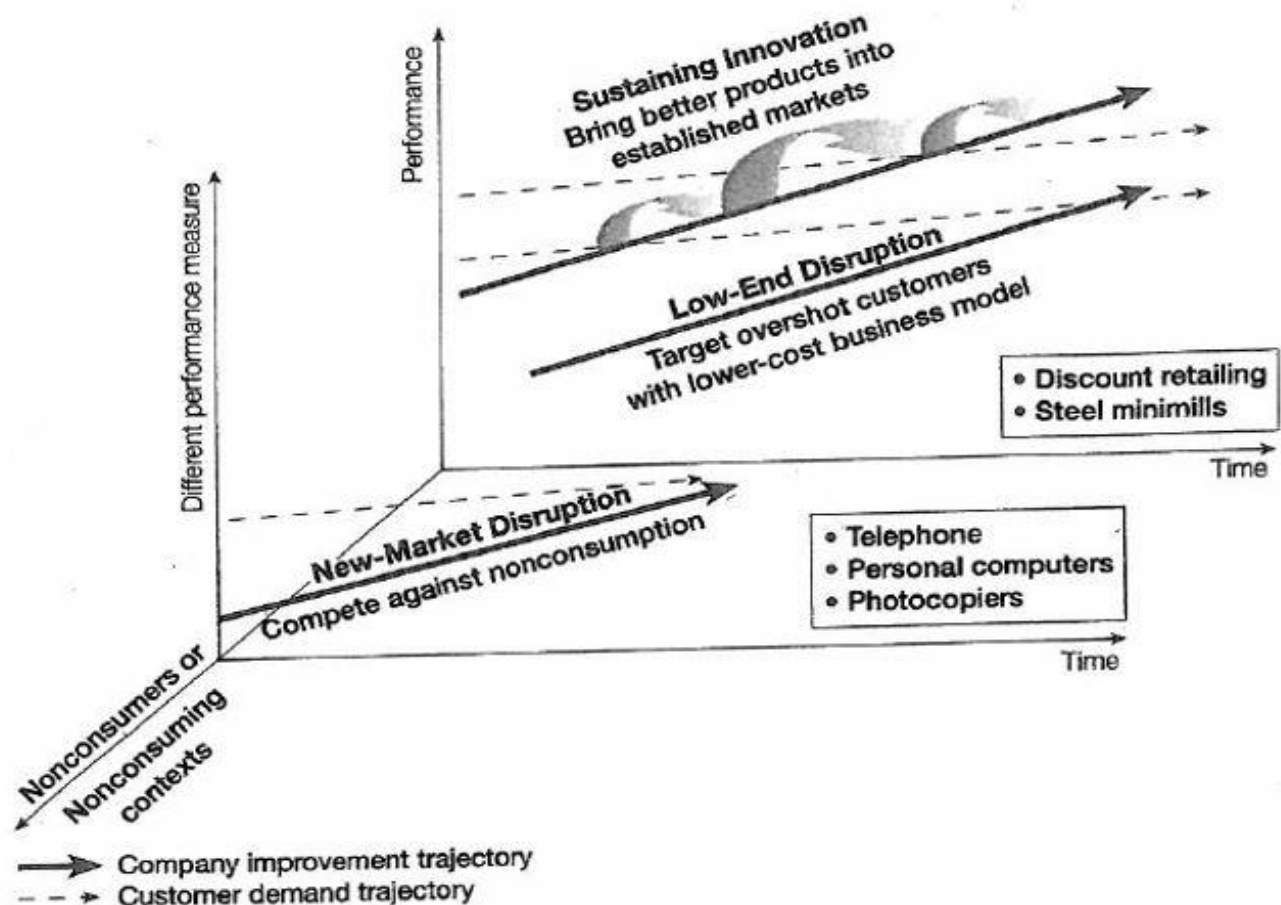 Performance
Sustaining Innovation
Bring better products into
established markets
Low-End Disruption
Target overshot customers
with lower-cost business model
• Discount retailing
• Steel minimills
Time
Different performance measure
New-Market Disruption
Compete against nonconsumption
• Telephone
• Personal computers
• Photocopiers
Time
Nonconsumers or
Nonconsuming
contexts
Company improvement trajectory
Customer demand trajectory